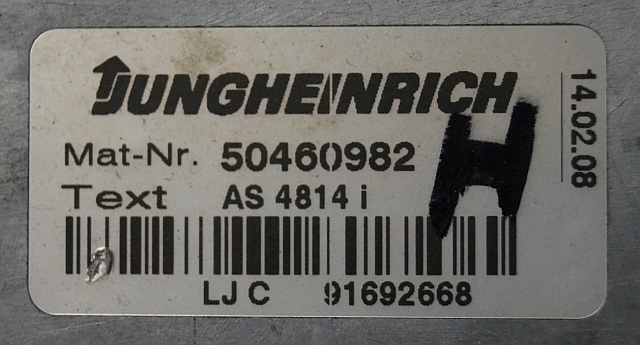 JUNGHEINRICH
Mat-Nr. 50460982
Text AS 4814 i
LJ C 91692668
14.02.08
H